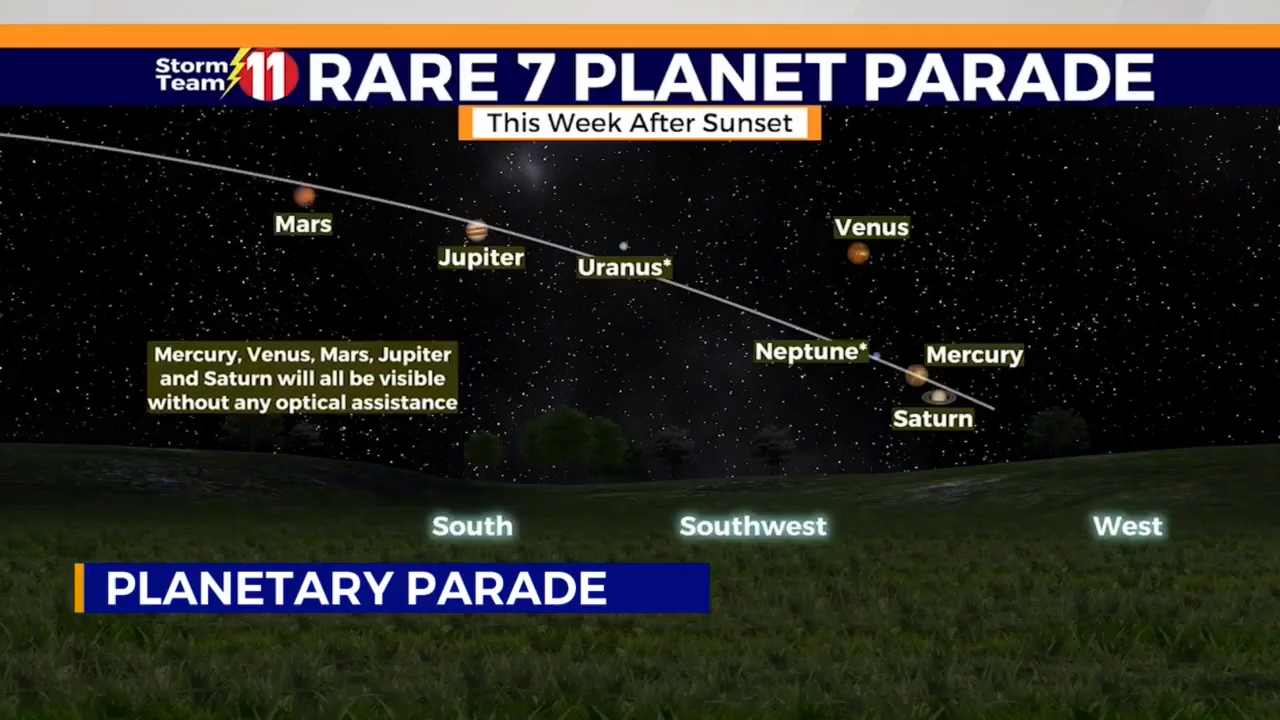 Storm
Team 11
RARE 7 PLANET PARADE
This Week After Sunset
Mars
Jupiter
Uranus*
Venus
Neptune*
Mercury
Saturn
Mercury, Venus, Mars, Jupiter
and Saturn will all be visible
without any optical assistance
South
Southwest
West
PLANETARY PARADE